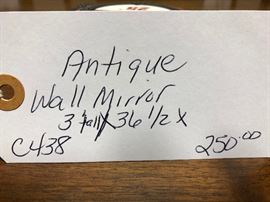 Antique
Wall Mirror
3' tall X 36 1/2 X
C438 250.00